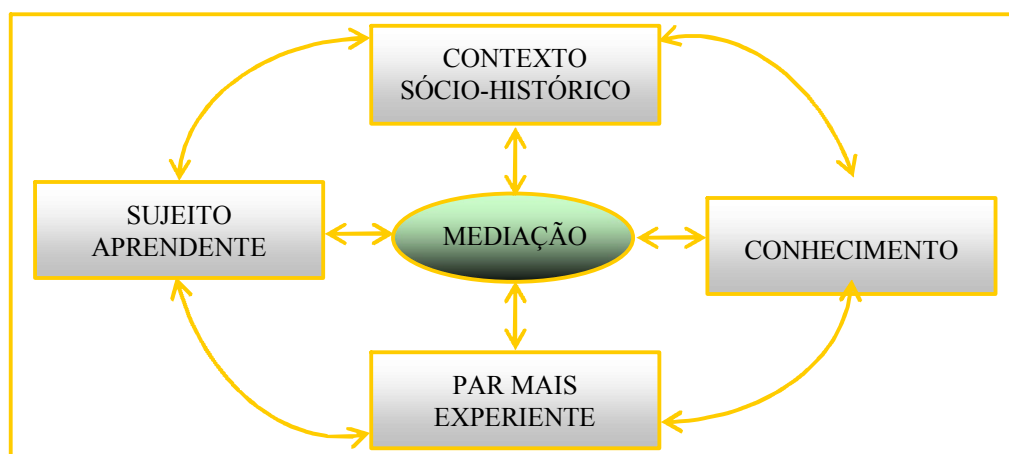 CONTEXTO
SÓCIO-HISTÓRICO
SUJEITO
APRENDENTE
MEDIAÇÃO
CONHECIMENTO
PAR MAIS
EXPERIENTE